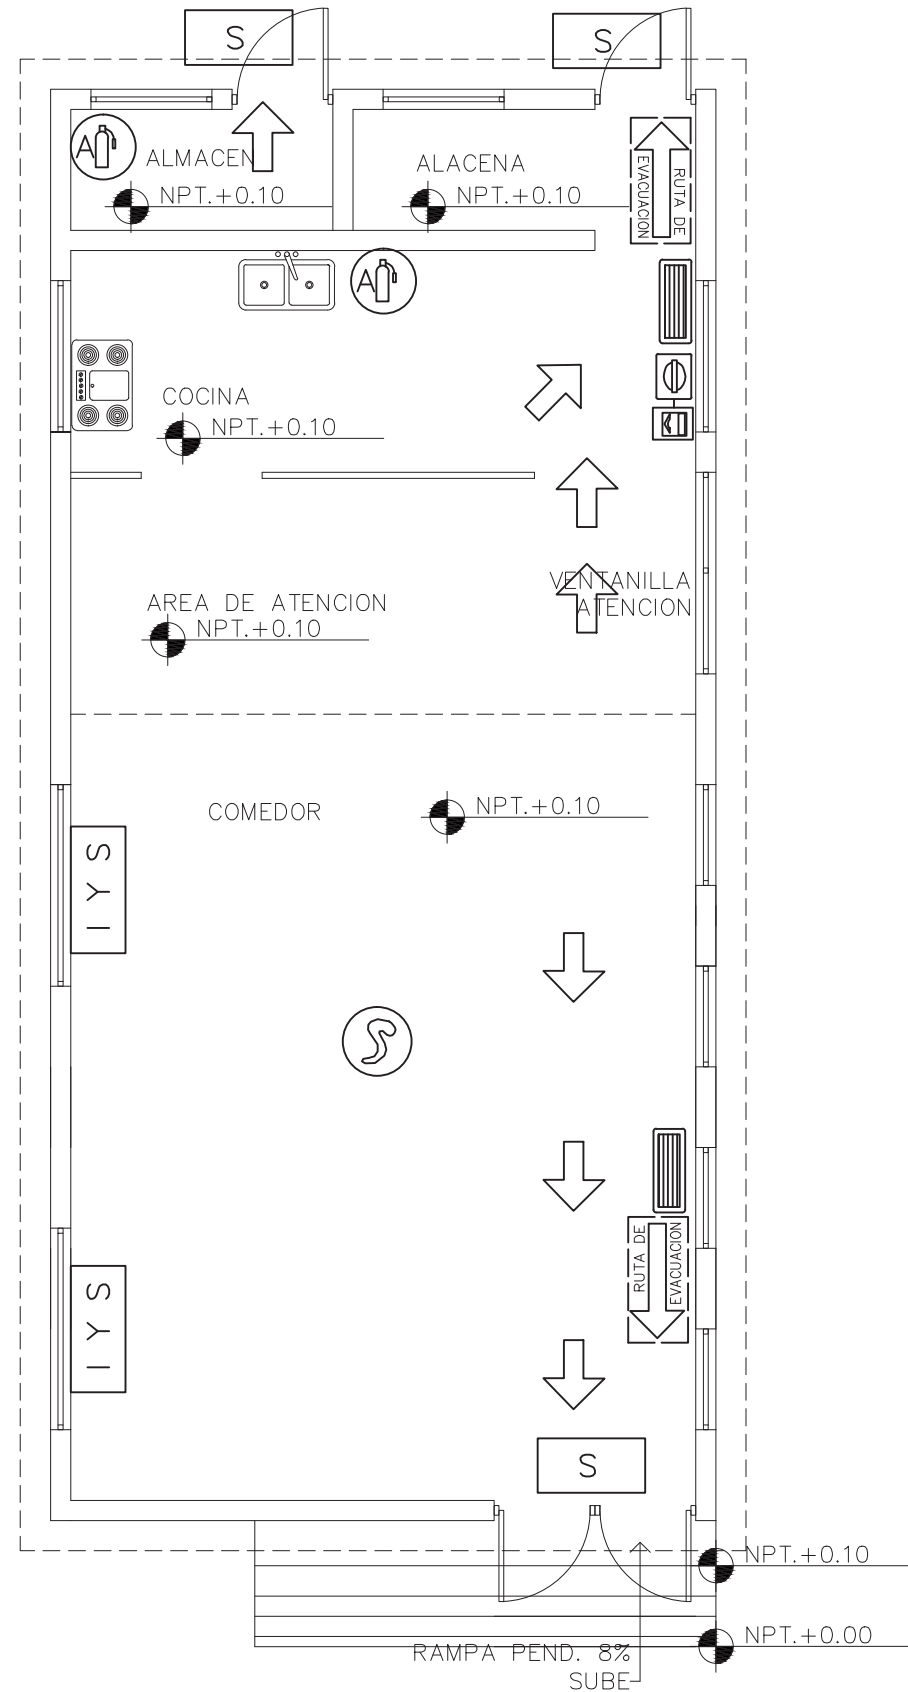 S
S
A
ALMACEN
NPT.+0.10
ALACENA
NPT.+0.10
RUTA DE
EVACUACION
A
COCINA
NPT.+0.10
VENTANILLA
ATENCION
AREA DE ATENCION
NPT.+0.10
COMEDOR
NPT.+0.10
I Y S
S
RUTA DE
EVACUACION
I Y S
S
NPT.+0.10
NPT.+0.00
RAMPA PEND. 8%
SUBE